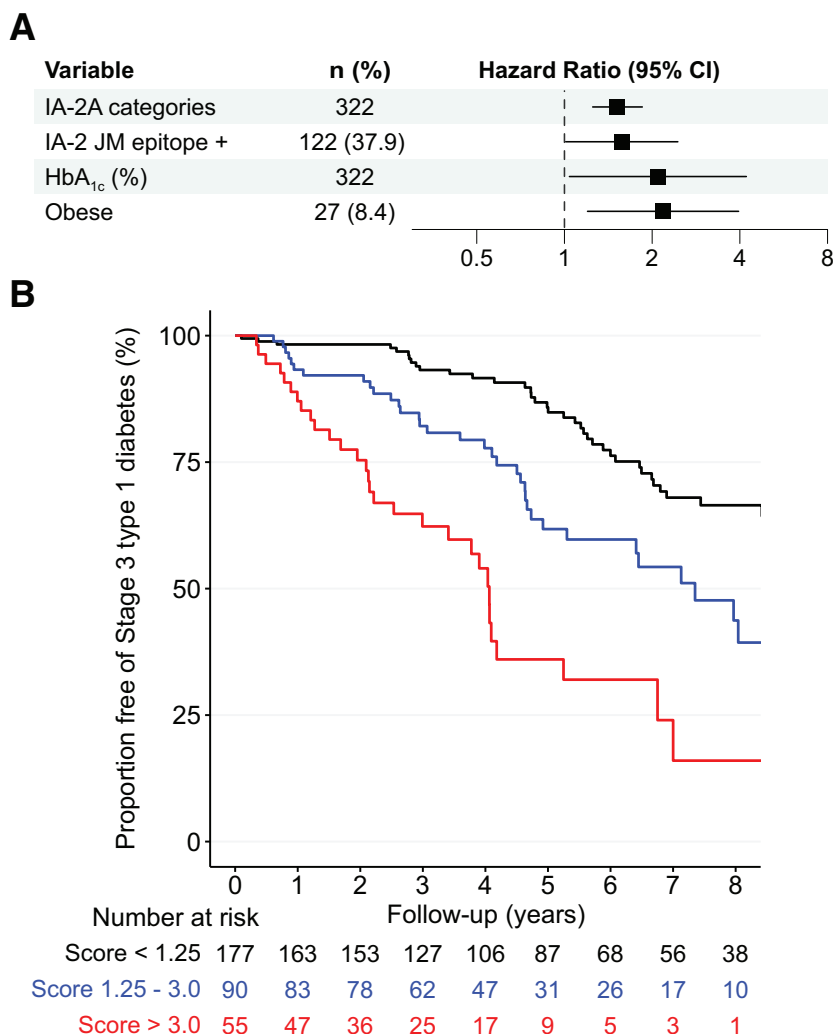 A
Variable n (%) Hazard Ratio (95% CI)
IA-2A categories 322
IA-2 JM epitope + 122 (37.9)
HbA1c (%) 322
Obese 27 (8.4)
0.5 1 2 4 8
B
Proportion free of Stage 3 type 1 diabetes (%)
100
75
50
25
0
0 1 2 3 4 5 6 7 8
Number at risk Follow-up (years)
Score < 1.25 177 163 153 127 106 87 68 56 38
Score 1.25 - 3.0 90 83 78 62 47 31 26 17 10
Score > 3.0 55 47 36 25 17 9 5 3 1